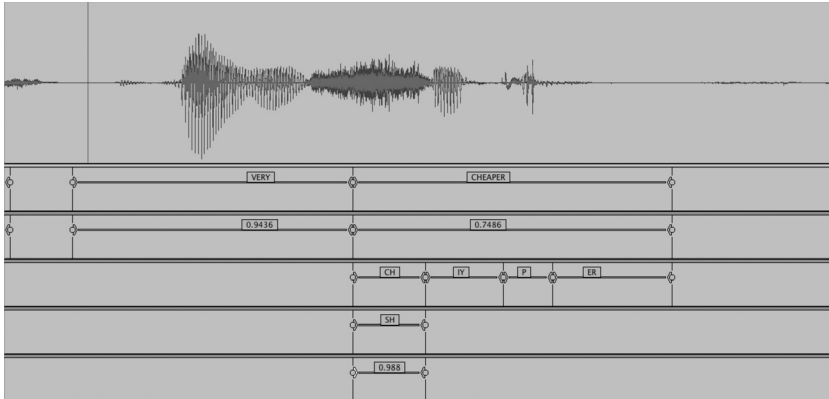 VERY CHEAPER
0.9436 0.7486
CH IY P ER
SH
0.988